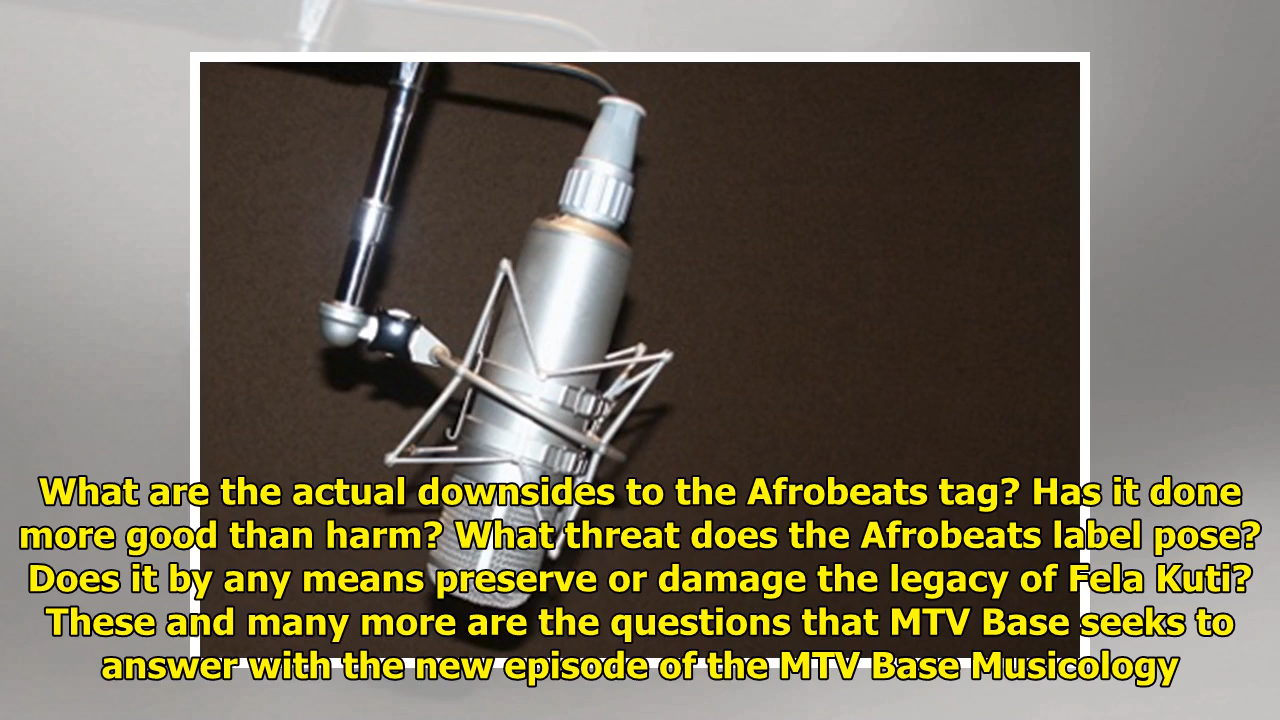 What are the actual downsides to the Afrobeats tag? Has it done
more good than harm? What threat does the Afrobeats label pose?
Does it by any means preserve or damage the legacy of Fela Kuti?
These and many more are the questions that MTV Base seeks to
answer with the new episode of the MTV Base Musicology